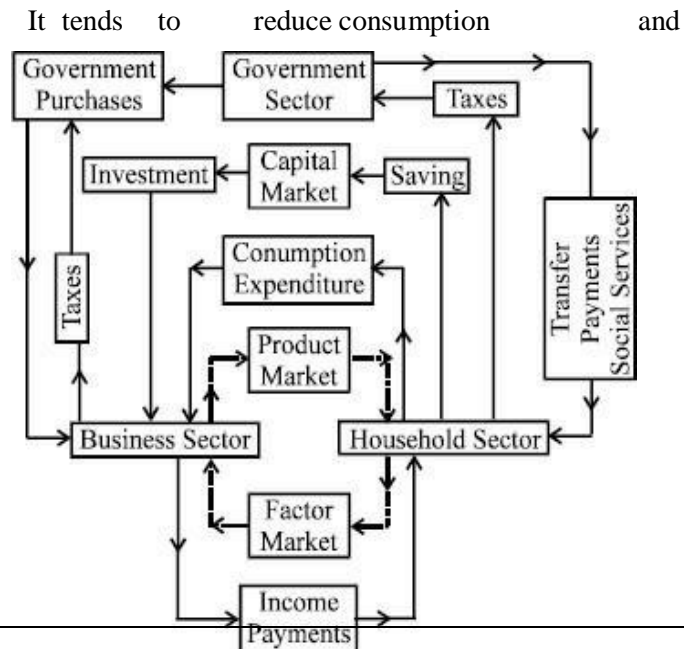 It tends to reduce consumption and
Government
Purchases
Government
Sector
Taxes
Investment
Capital
Market
Saving
Taxes
Conumption
Expenditure
Transfer
Payments
Social Services
Product
Market
Business Sector
Household Sector
Factor
Market
Income
Payments